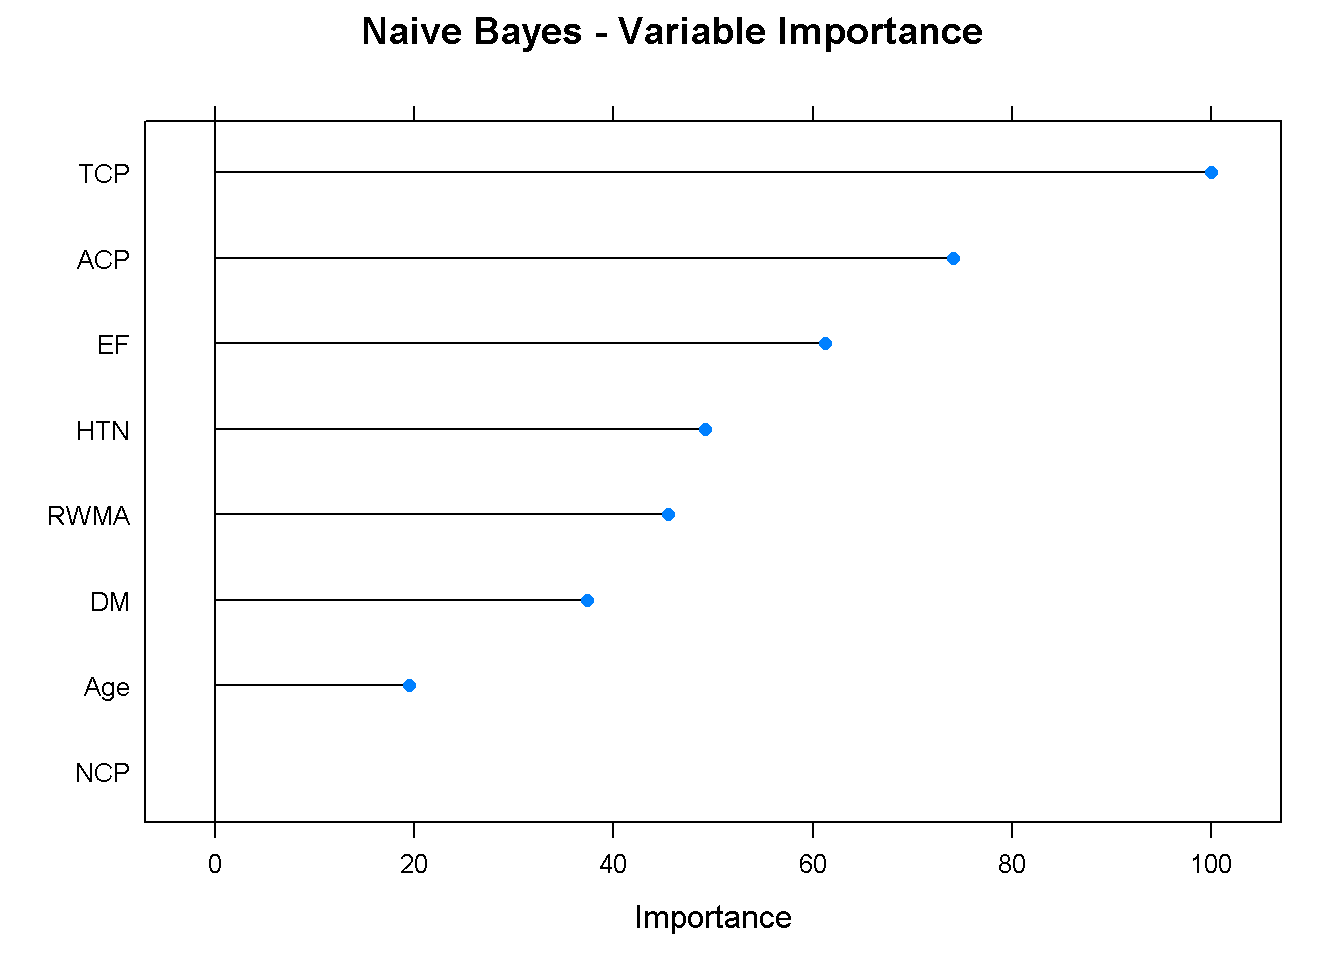 Naive Bayes - Variable Importance
TCP
ACP
EF
HTN
RWMA
DM
Age
NCP
0 20 40 60 80 100
Importance